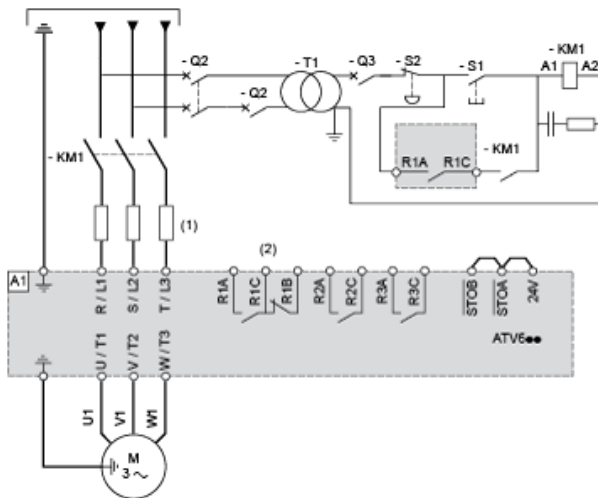 - Q2
- T1
- Q3
- S2
- S1
- KM1
A1
A2
- Q2
- KM1
R1A
R1C
- KM1
(1)
(2)
A1
R / L1
S / L2
T / L3
R1A
R1C
R1B
R2A
R2C
R3A
R3C
STOB
STOA
24V
ATV6●●
U / T1
V / T2
W / T3
U1
V1
W1
M
3 ~